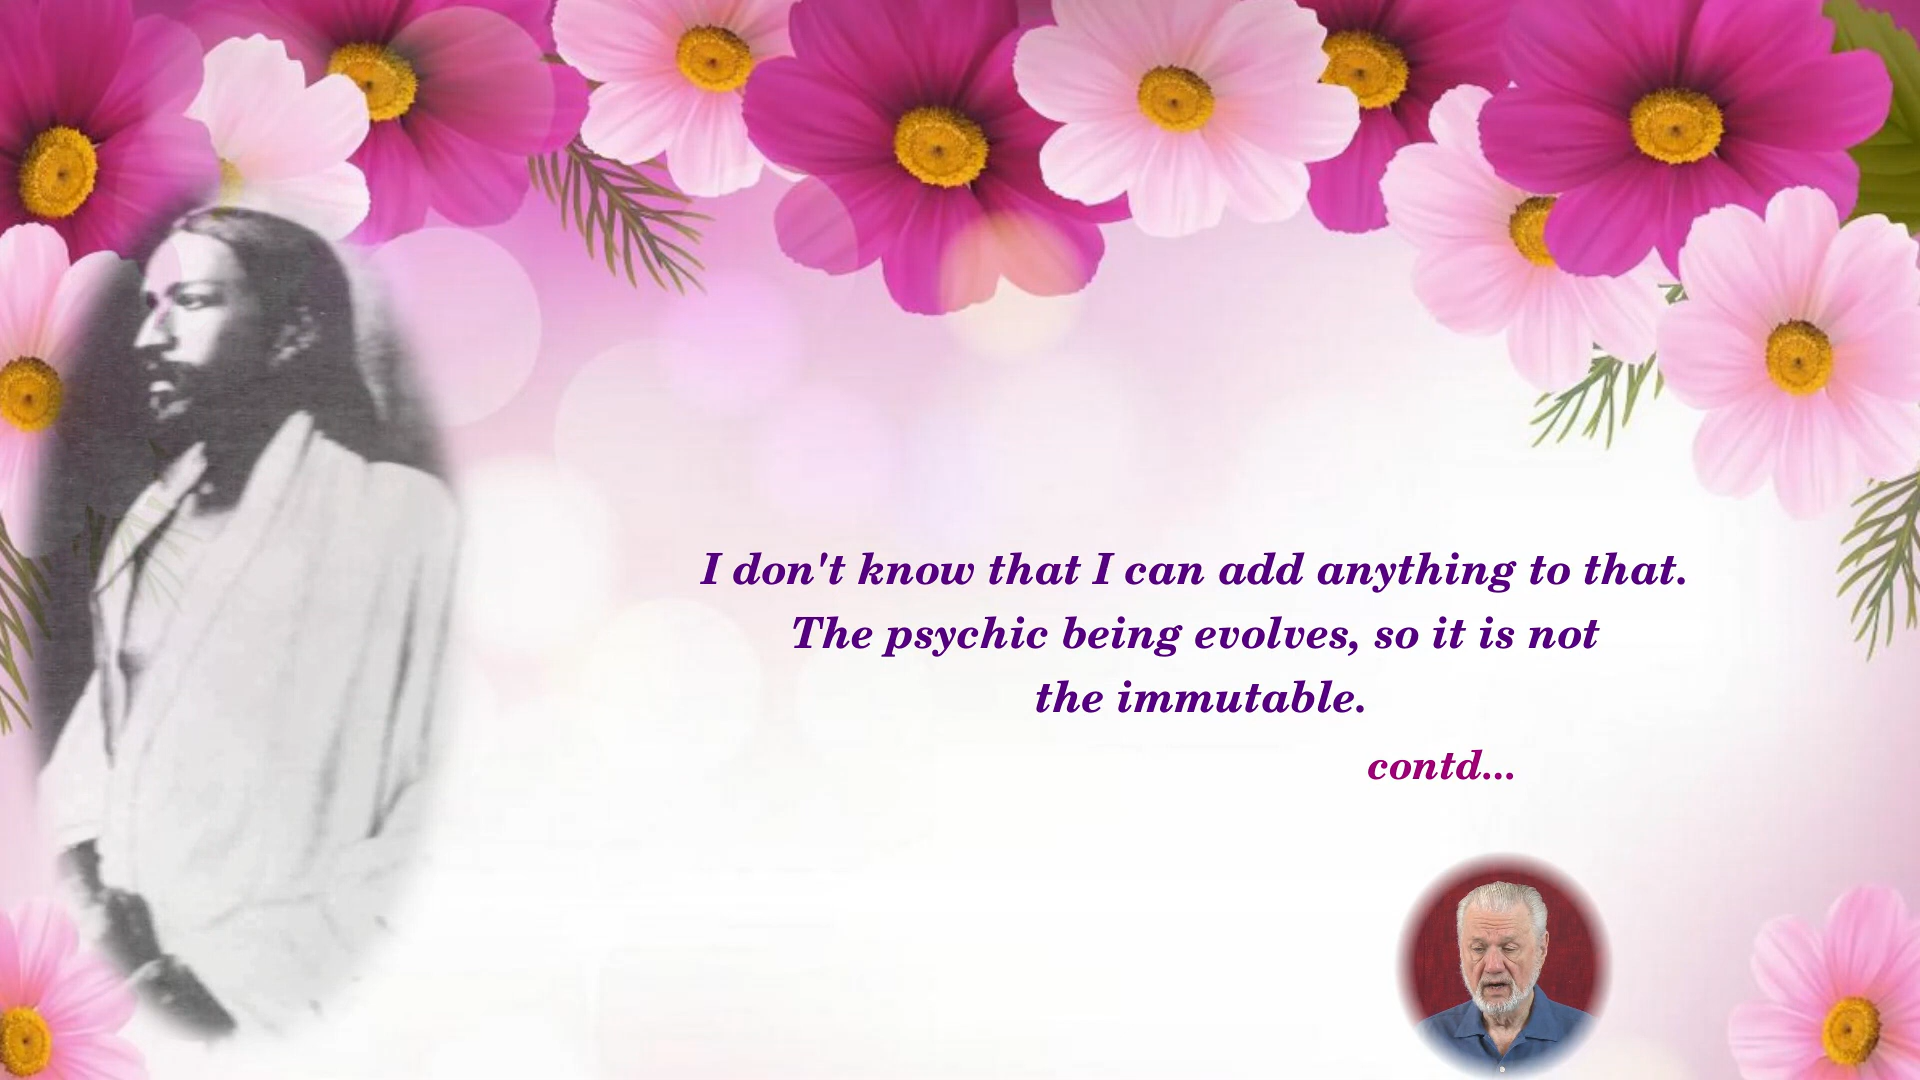 I don't know that I can add anything to that.
The psychic being evolves, so it is not
the immutable.
contd...